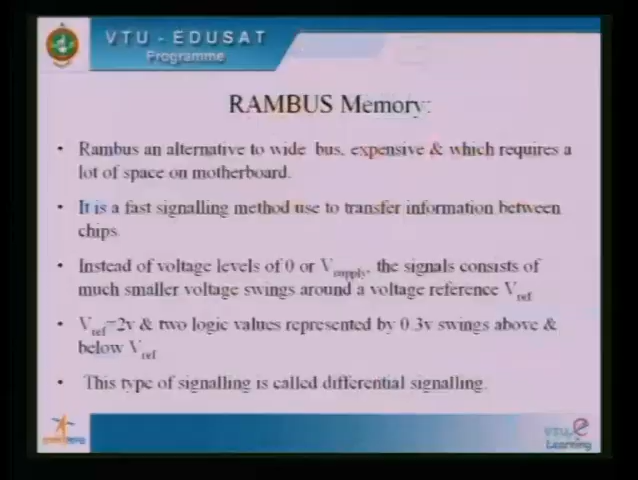 VTU - EDUSAT
Programme
RAMBUS Memory:
• Rambus an alternative to wide bus, expensive & which requires a
lot of space on motherboard.
• It is a fast signalling method use to transfer information between
chips.
• Instead of voltage levels of 0 or Vsupply, the signals consists of
much smaller voltage swings around a voltage reference Vref
• Vref=2v & two logic values represented by 0.3v swings above &
below Vref
• This type of signalling is called differential signalling.
VTU e
Learning